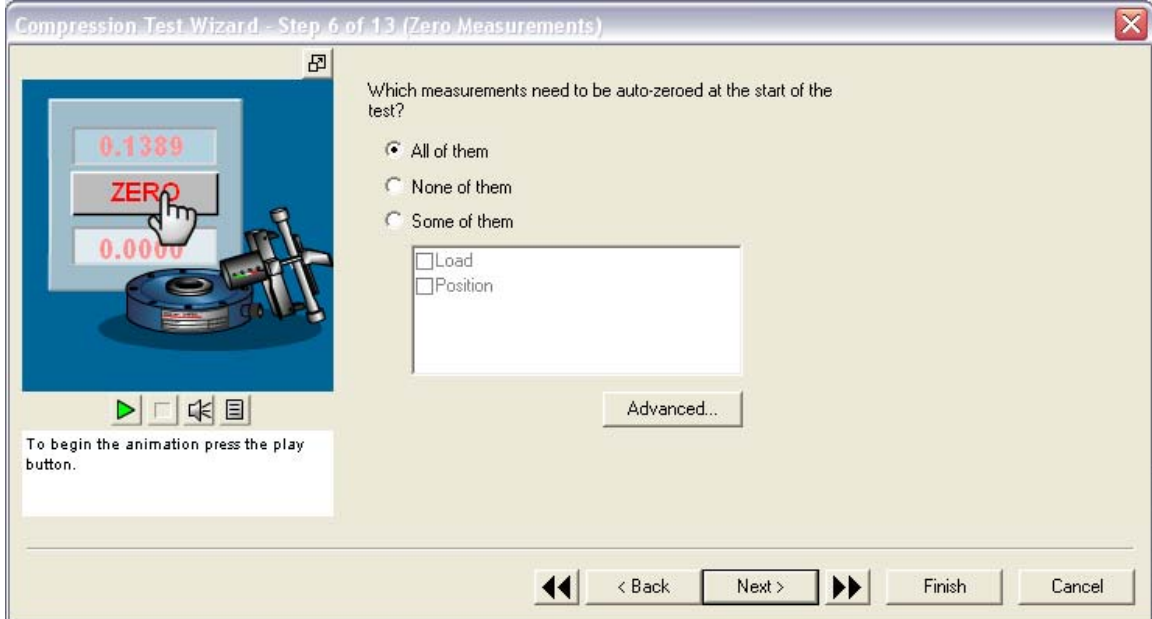 Compression Test Wizard - Step 6 of 13 (Zero Measurements)
0.1389
ZERO
0.0000
To begin the animation press the play
button.
Which measurements need to be auto-zeroed at the start of the
test?
All of them
None of them
Some of them
Load
Position
Advanced...
< Back
Next >
Finish
Cancel